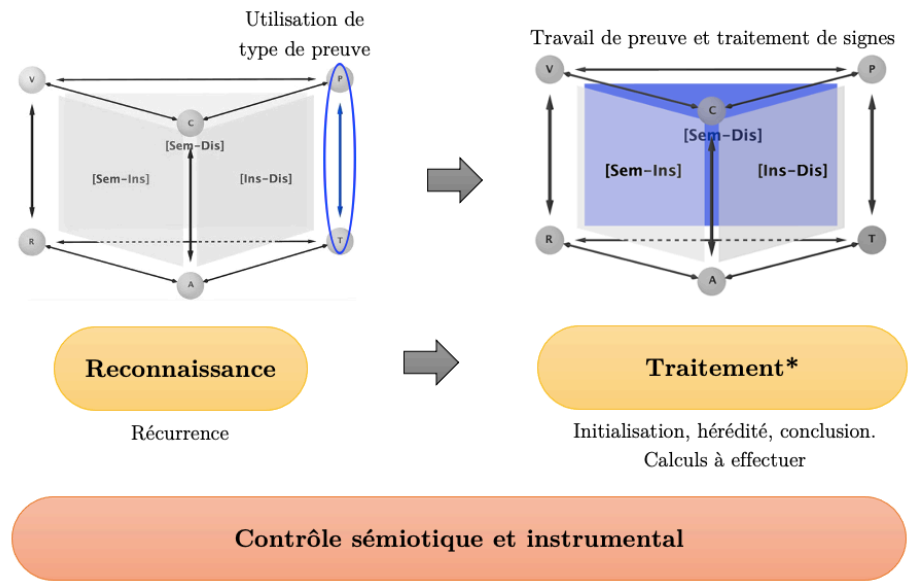 Utilisation de
type de preuve
V
P
C
[Sem-Dis]
[Sem-Ins]
[Ins-Dis]
R
T
A
Travail de preuve et traitement de signes
V
P
C
[Sem-Dis]
[Sem-Ins]
[Ins-Dis]
R
T
A
Reconnaissance
Traitement*
Récurrence
Initialisation, hérédité, conclusion.
Calculs à effectuer
Contrôle sémiotique et instrumental